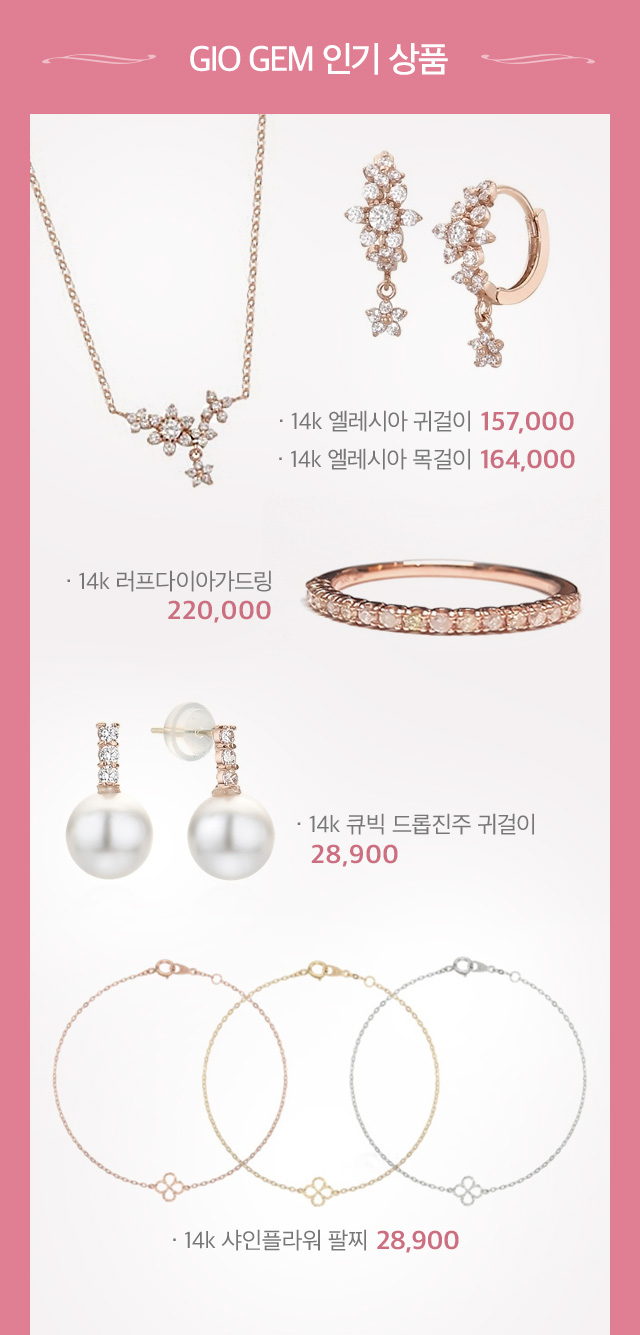 GIO GEM 인기 상품
· 14k 엘레시아 귀걸이 157,000
· 14k 엘레시아 목걸이 164,000
· 14k 러프다이아가드링
220,000
· 14k 큐빅 드롭진주 귀걸이
28,900
· 14k 샤인플라워 팔찌 28,900